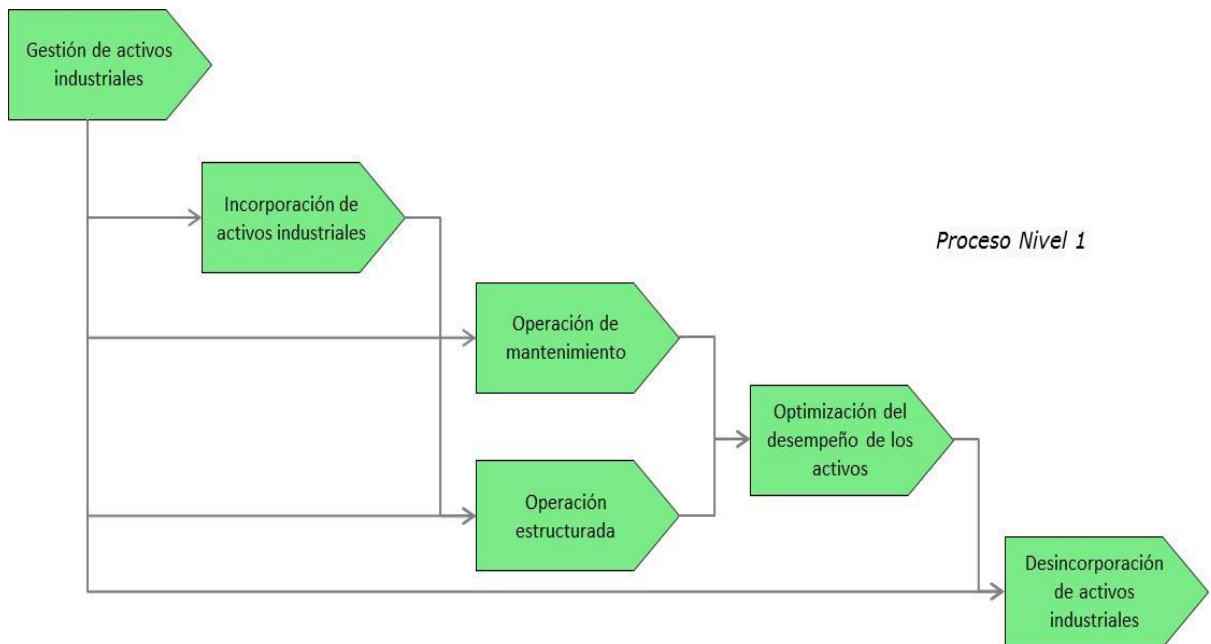 Gestión de activos
industriales
Incorporación de
activos industriales
Proceso Nivel 1
Operación de
mantenimiento
Optimización del
desempeño de los
activos
Operación
estructurada
Desincorporación
de activos
industriales